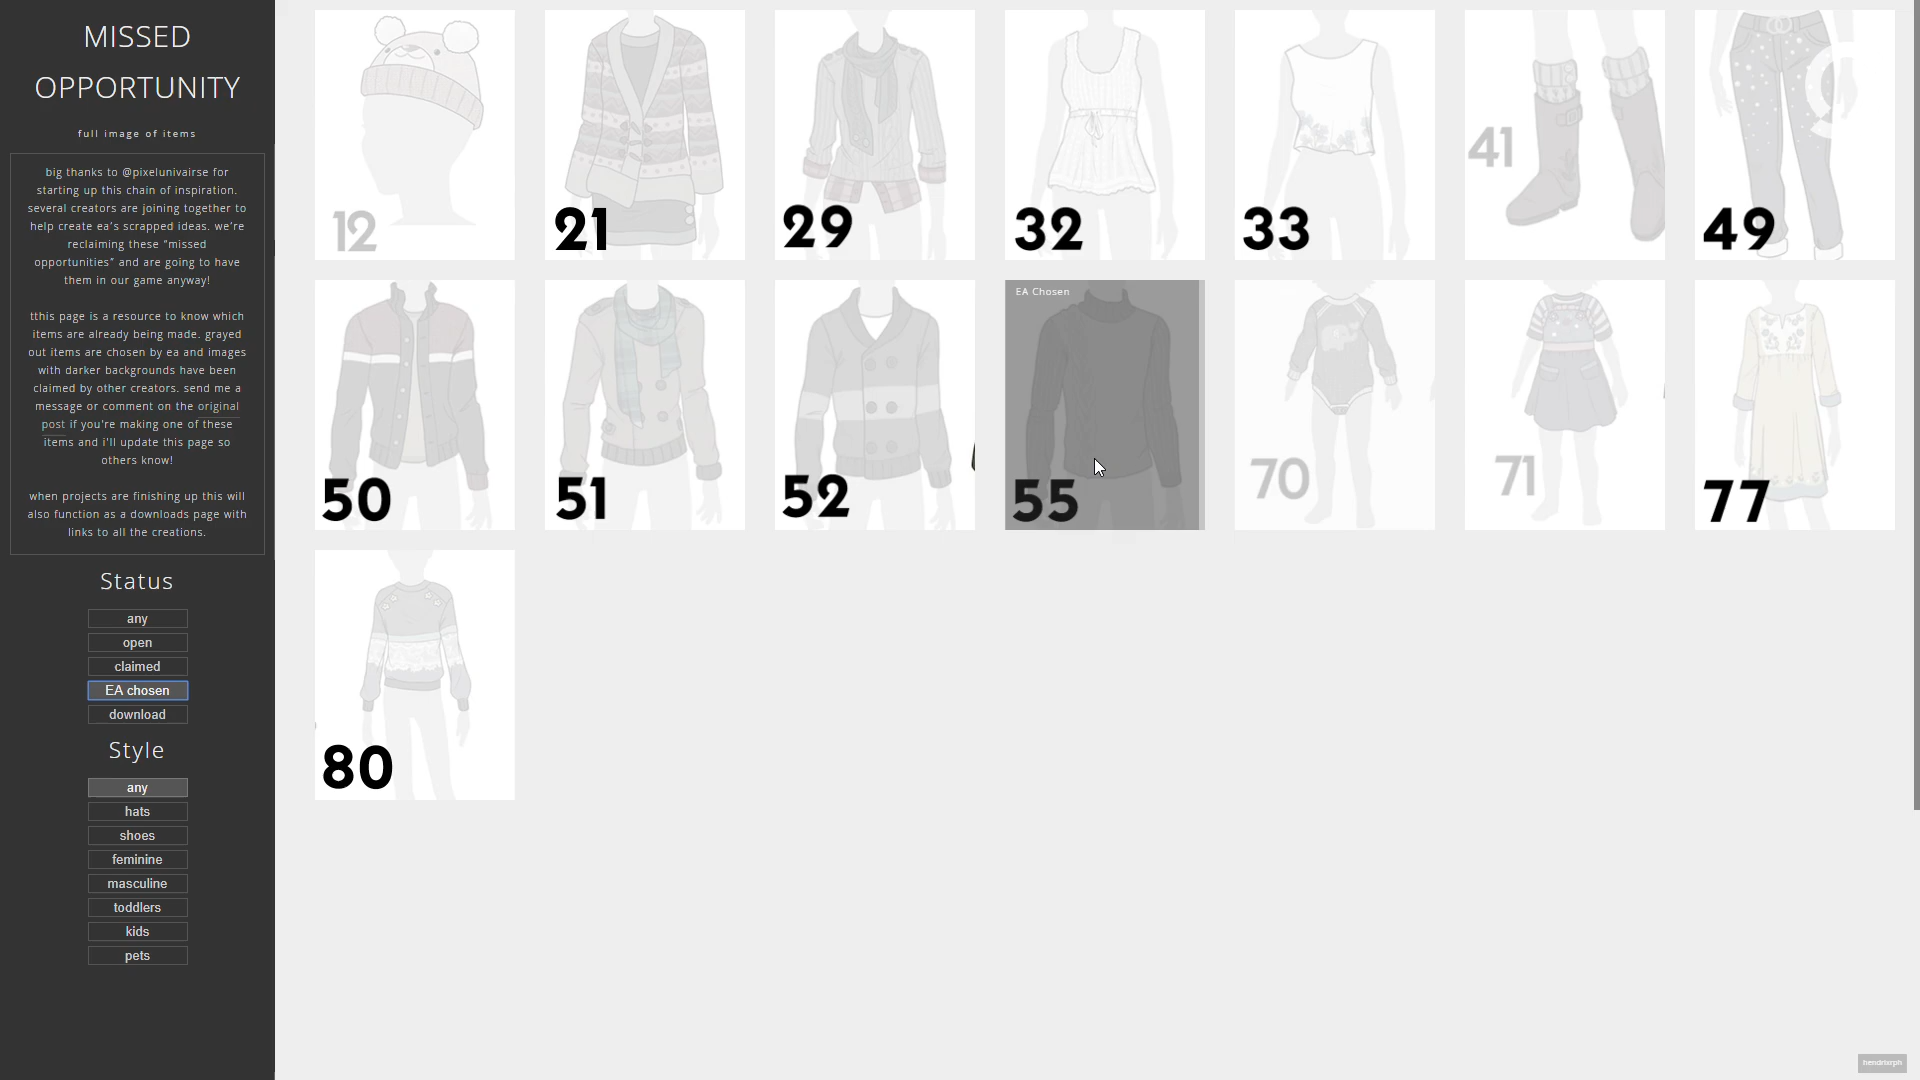 MISSED
OPPORTUNITY
full image of items
big thanks to @pixelunivairse for
starting up this chain of inspiration.
several creators are joining together to
help create ea's scrapped ideas. we're
reclaiming these "missed
opportunities" and are going to have
them in our game anyway!
tthis page is a resource to know which
items are already being made. grayed
out items are chosen by ea and images
with darker backgrounds have been
claimed by other creators. send me a
message or comment on the original
post if you're making one of these
items and i'll update this page so
others know!
when projects are finishing up this will
also function as a downloads page with
links to all the creations.
Status
any
open
claimed
EA chosen
download
Style
any
hats
shoes
feminine
masculine
toddlers
kids
pets
12
21
29
32
33
41
49
50
51
52
EA Chosen
55
70
71
77
80
hendrixrph